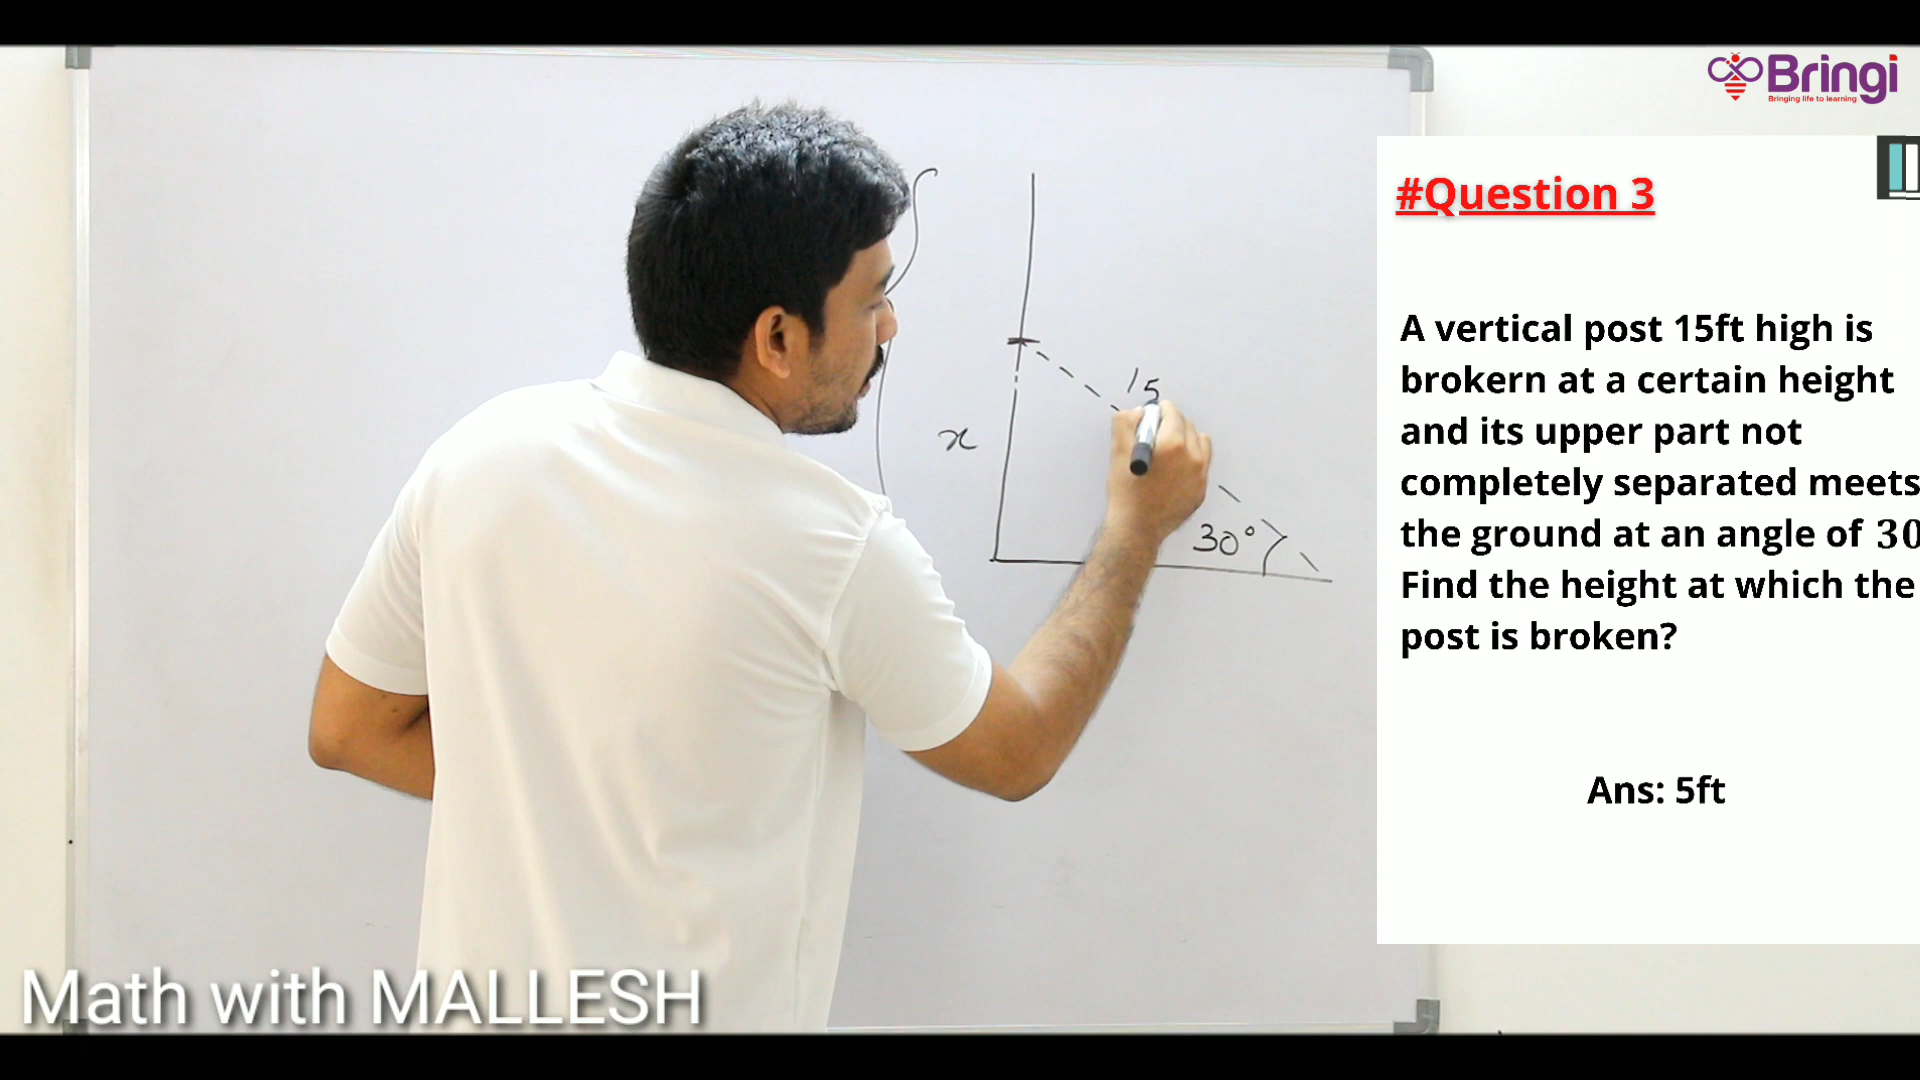 Bringi
Bringing life to learning
#Question 3
A vertical post 15ft high is
brokern at a certain height
and its upper part not
completely separated meets
the ground at an angle of 30
Find the height at which the
post is broken?
Ans: 5ft
15
x
30°
Math with MALLESH